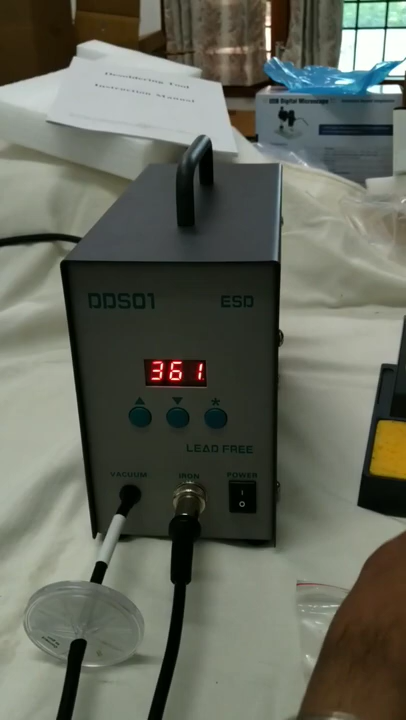 Desoldering Tool
Instruction Manual
USB Digital Microscope
DDS01 ESD
361
LEAD FREE
VACUUM IRON POWER